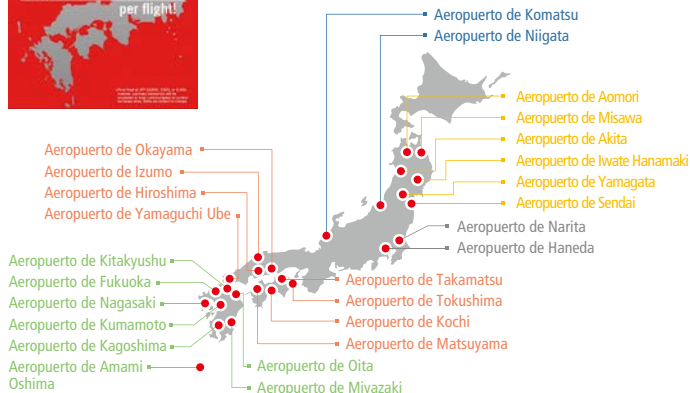 per flight!
Aeropuerto de Komatsu
Aeropuerto de Niigata
Aeropuerto de Aomori
Aeropuerto de Misawa
Aeropuerto de Akita
Aeropuerto de Iwate Hanamaki
Aeropuerto de Yamagata
Aeropuerto de Sendai
Aeropuerto de Narita
Aeropuerto de Haneda
Aeropuerto de Okayama
Aeropuerto de Izumo
Aeropuerto de Hiroshima
Aeropuerto de Yamaguchi Ube
Aeropuerto de Kitakyushu
Aeropuerto de Fukuoka
Aeropuerto de Nagasaki
Aeropuerto de Kumamoto
Aeropuerto de Kagoshima
Aeropuerto de Amami
Oshima
Aeropuerto de Takamatsu
Aeropuerto de Tokushima
Aeropuerto de Kochi
Aeropuerto de Matsuyama
Aeropuerto de Oita
Aeropuerto de Miyazaki